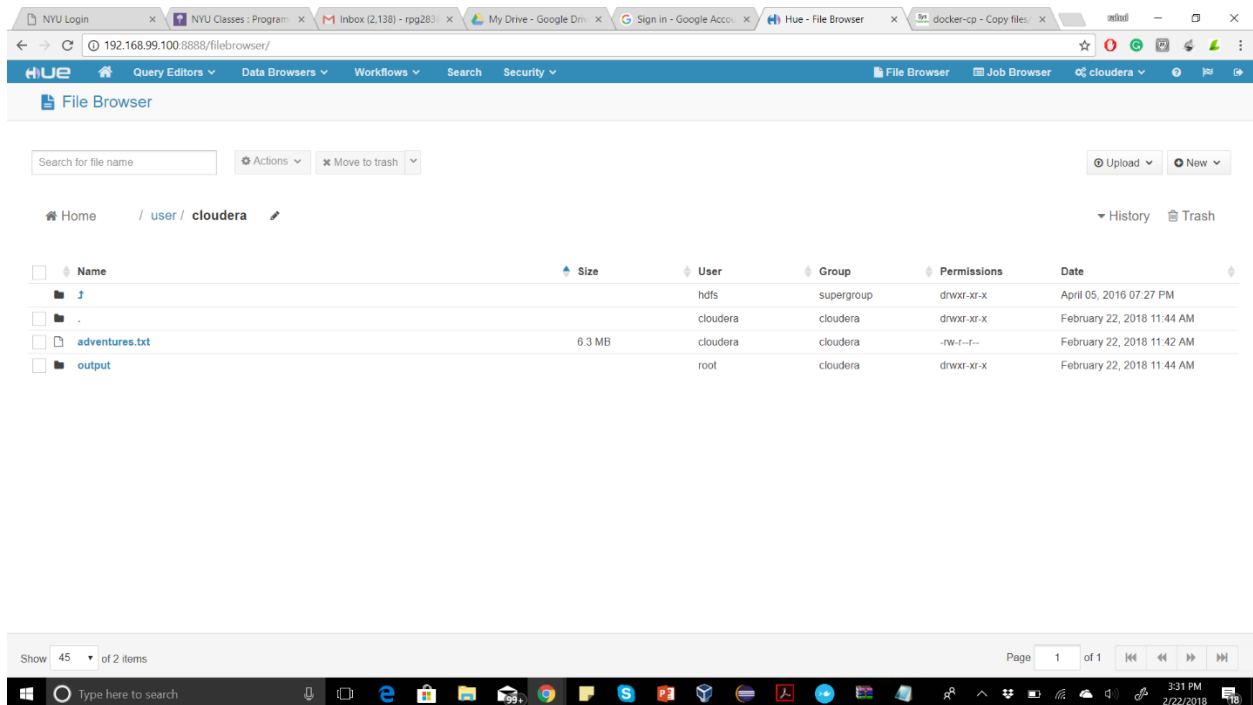 NYU Login
NYU Classes : Program
Inbox (2,138) - rpg283
My Drive - Google Driv
Sign in - Google Accou
Hue - File Browser
docker-cp - Copy files
192.168.99.100:8888/filebrowser/
HUE Query Editors Data Browsers Workflows Search Security File Browser Job Browser cloudera
File Browser
Search for file name Actions Move to trash Upload New
Home / user / cloudera History Trash
Name Size User Group Permissions Date
hdfs supergroup drwxr-xr-x April 05, 2016 07:27 PM
. cloudera cloudera drwxr-xr-x February 22, 2018 11:44 AM
adventures.txt 6.3 MB cloudera cloudera -rw-r--r-- February 22, 2018 11:42 AM
output root cloudera drwxr-xr-x February 22, 2018 11:44 AM
Show 45 of 2 items Page 1 of 1
Type here to search 99+ 3:31 PM
2/22/2018 18